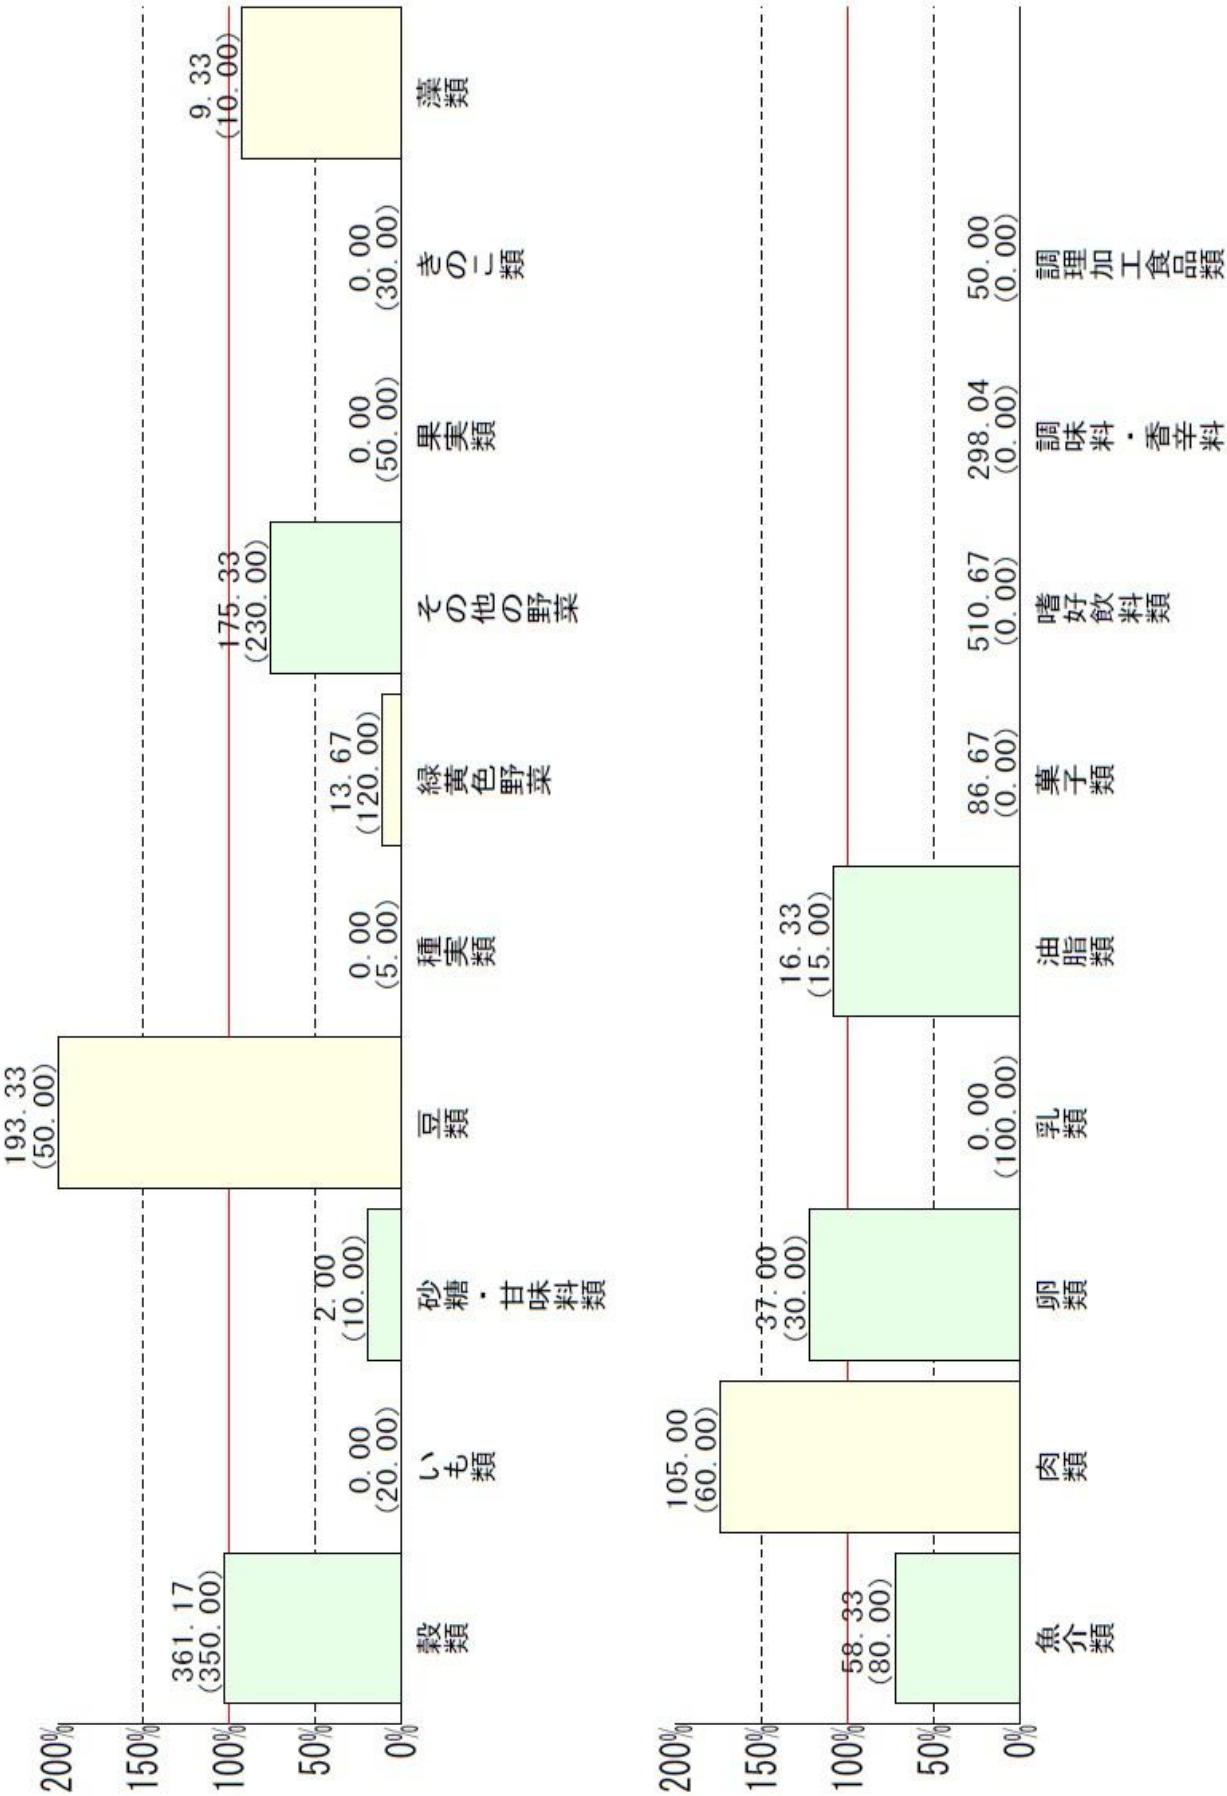 200%
150%
100%
50%
0%
361.17
(350.00)
穀類
0.00
(20.00)
いも類
2.00
(10.00)
砂糖・甘味料類
193.33
(50.00)
豆類
0.00
(5.00)
種実類
13.67
(120.00)
緑黄色野菜
175.33
(230.00)
その他の野菜
0.00
(50.00)
果実類
0.00
(30.00)
きのこ類
9.33
(10.00)
藻類
200%
150%
100%
50%
0%
58.33
(80.00)
魚介類
105.00
(60.00)
肉類
37.00
(30.00)
卵類
0.00
(100.00)
乳類
16.33
(15.00)
油脂類
86.67
(0.00)
菓子類
510.67
(0.00)
嗜好飲料類
298.04
(0.00)
調味料・香辛料
50.00
(0.00)
調理加工食品類